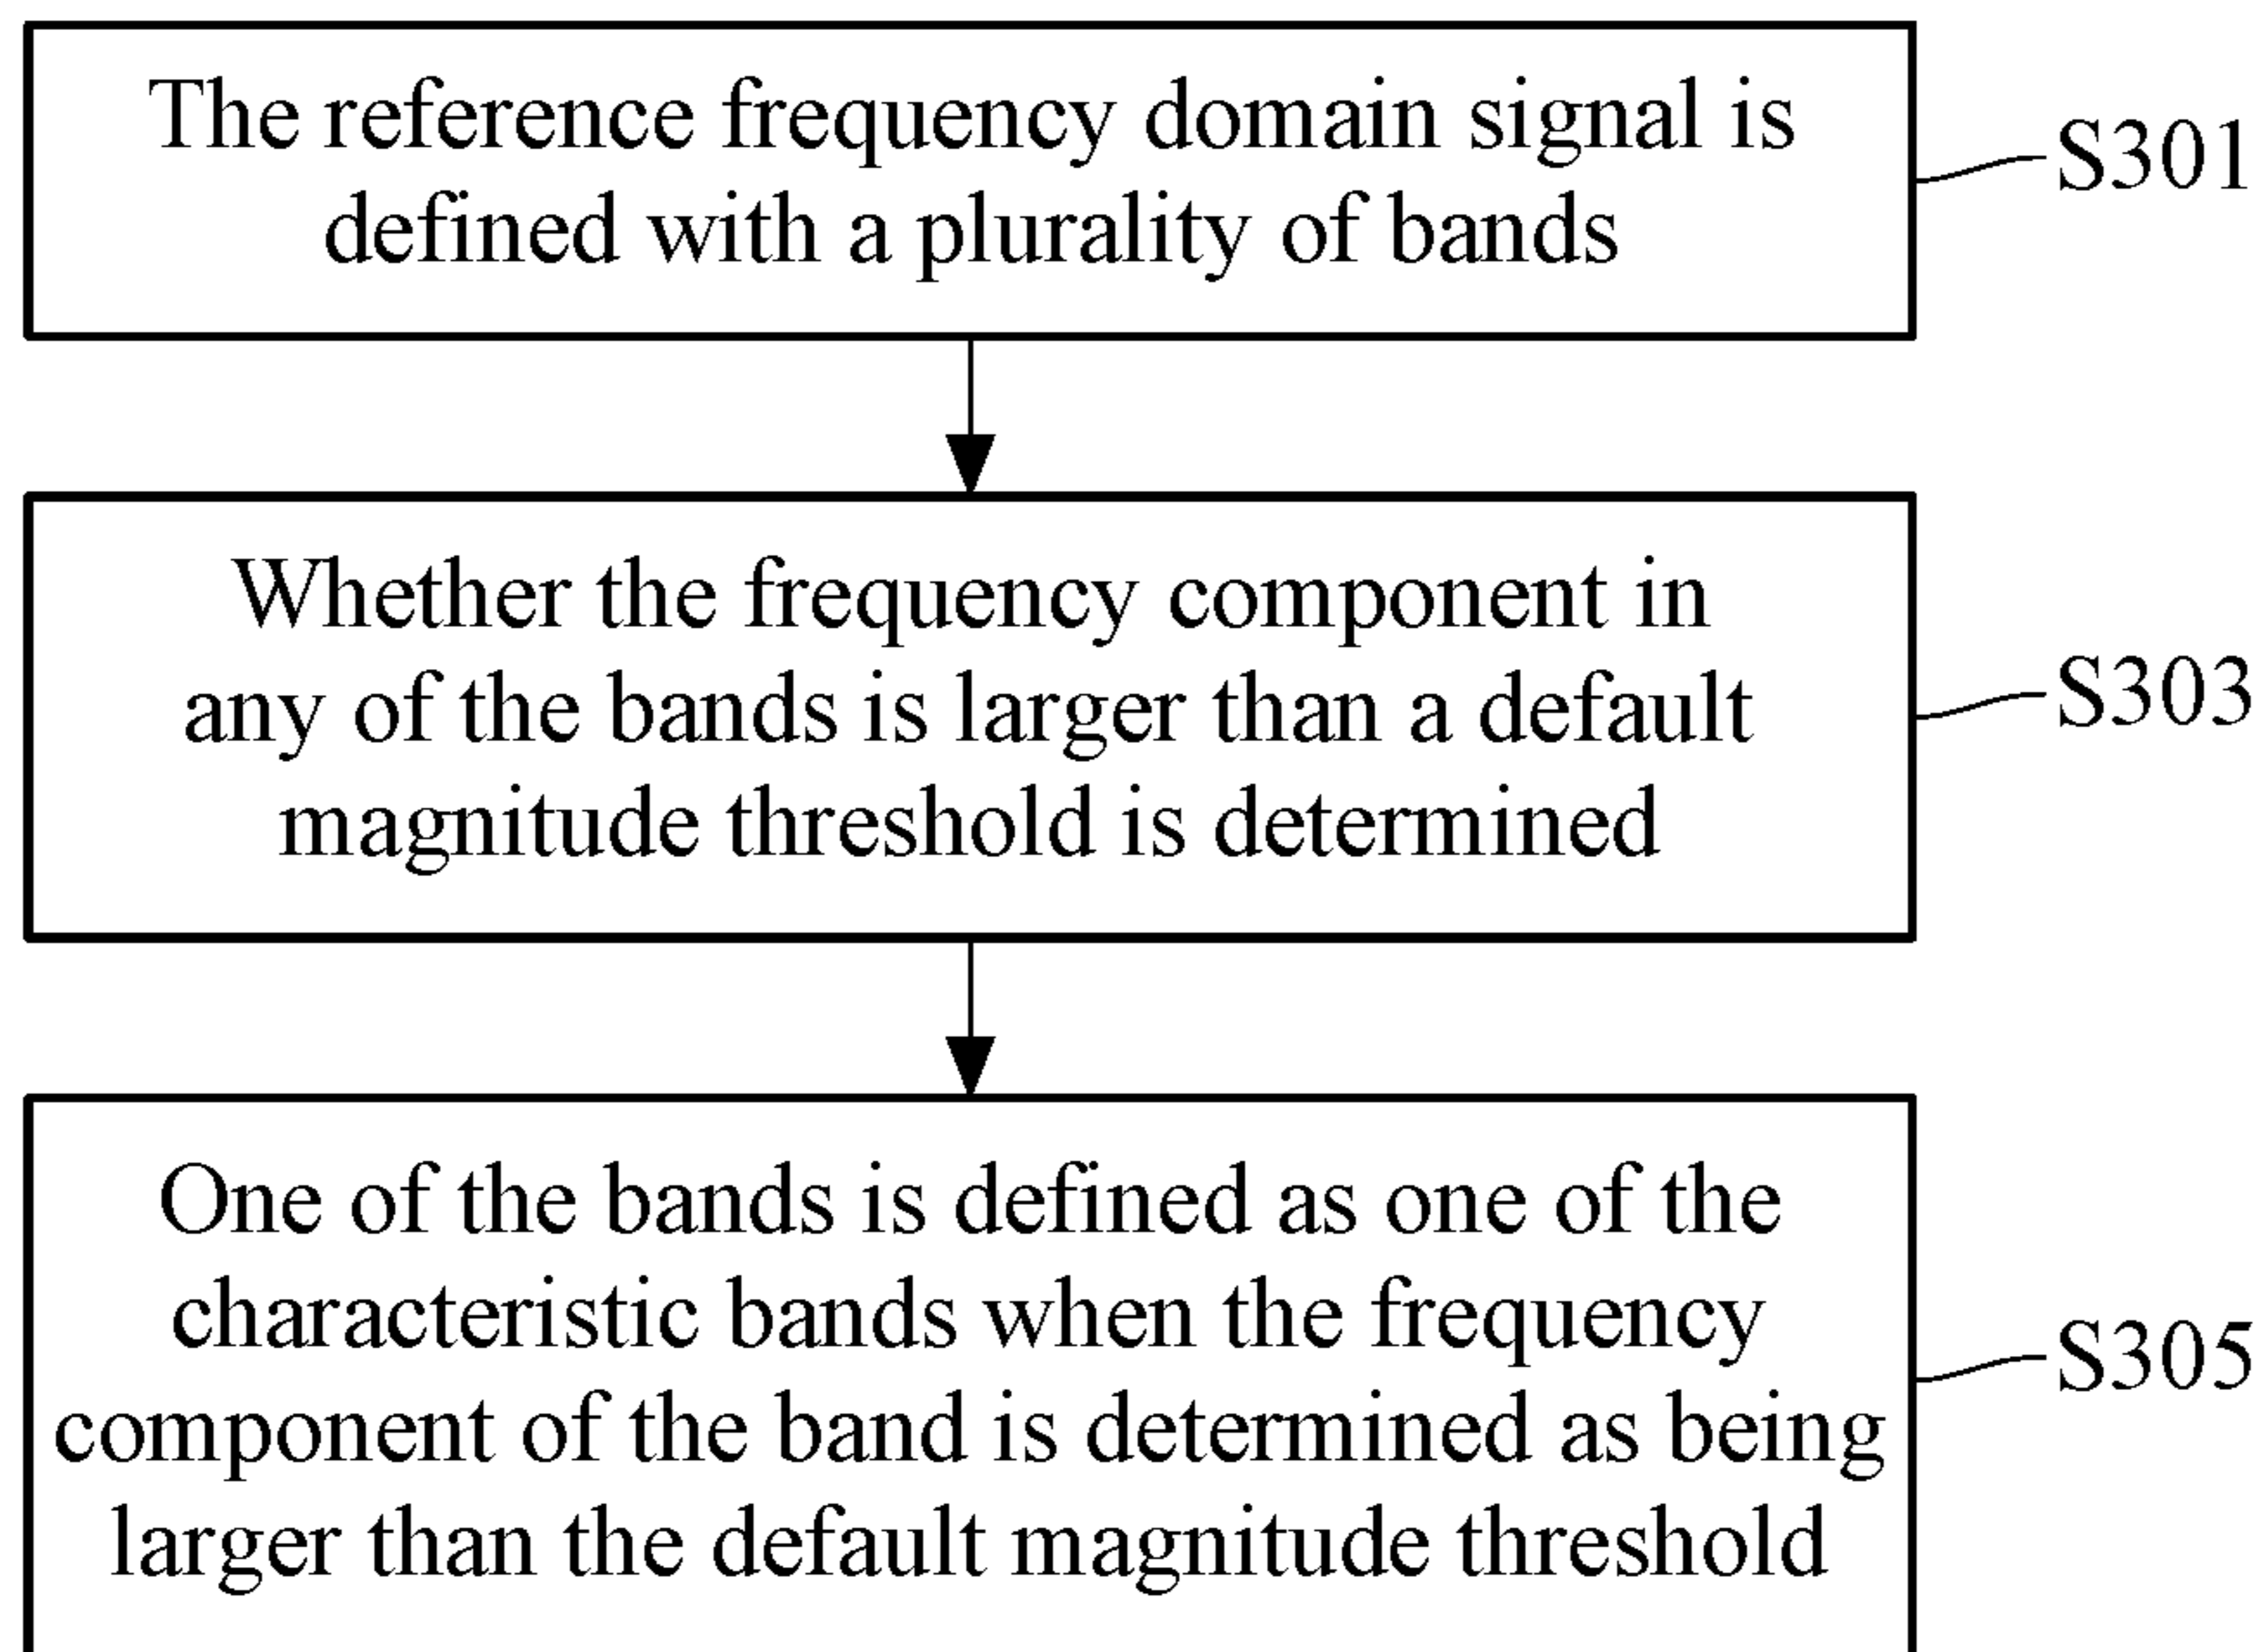 The reference frequency domain signal is
defined with a plurality of bands
S301
Whether the frequency component in
any of the bands is larger than a default
magnitude threshold is determined
S303
One of the bands is defined as one of the
characteristic bands when the frequency
component of the band is determined as being
larger than the default magnitude threshold
S305